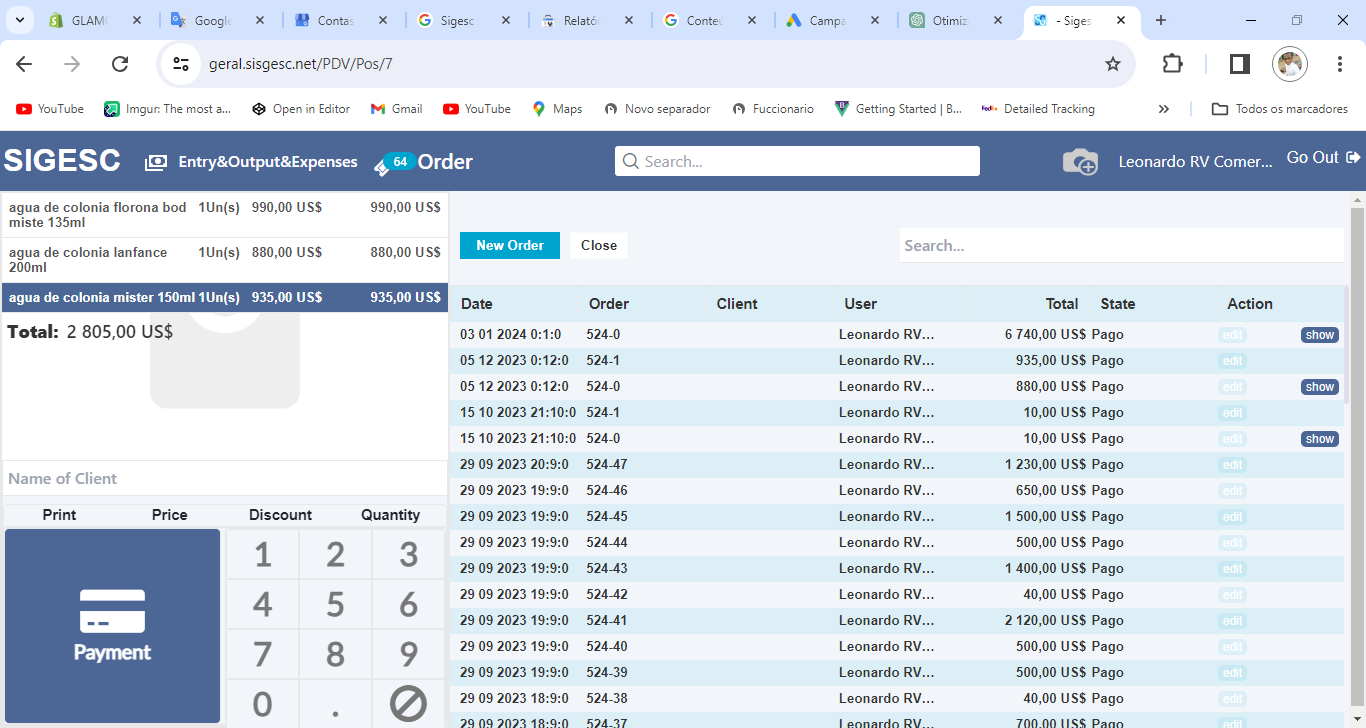 GLAM
Google
Contas
Sigesc
Relatór
Conteú
Campa
Otimiz
- Siges
geral.sisgesc.net/PDV/Pos/7
YouTube
Imgur: The most a...
Open in Editor
Gmail
YouTube
Maps
Novo separador
Fuccionario
Getting Started | B...
FedEx
Detailed Tracking
Todos os marcadores
SIGESC
Entry&Output&Expenses
64
Order
Search...
Leonardo RV Comer...
Go Out
agua de colonia florona bod 1Un(s) 990,00 US$ 990,00 US$
miste 135ml
agua de colonia lanfance 1Un(s) 880,00 US$ 880,00 US$
200ml
agua de colonia mister 150ml 1Un(s) 935,00 US$ 935,00 US$
Total: 2 805,00 US$
Name of Client
Print Price Discount Quantity
Payment
1 2 3
4 5 6
7 8 9
0 .
New Order
Close
Search...
Date Order Client User Total State Action
03 01 2024 0:1:0 524-0 Leonardo RV... 6 740,00 US$ Pago edit show
05 12 2023 0:12:0 524-1 Leonardo RV... 935,00 US$ Pago edit
05 12 2023 0:12:0 524-0 Leonardo RV... 880,00 US$ Pago edit show
15 10 2023 21:10:0 524-1 Leonardo RV... 10,00 US$ Pago edit
15 10 2023 21:10:0 524-0 Leonardo RV... 10,00 US$ Pago edit show
29 09 2023 20:9:0 524-47 Leonardo RV... 1 230,00 US$ Pago edit
29 09 2023 19:9:0 524-46 Leonardo RV... 650,00 US$ Pago edit
29 09 2023 19:9:0 524-45 Leonardo RV... 1 500,00 US$ Pago edit
29 09 2023 19:9:0 524-44 Leonardo RV... 500,00 US$ Pago edit
29 09 2023 19:9:0 524-43 Leonardo RV... 1 400,00 US$ Pago edit
29 09 2023 19:9:0 524-42 Leonardo RV... 40,00 US$ Pago edit
29 09 2023 19:9:0 524-41 Leonardo RV... 2 120,00 US$ Pago edit
29 09 2023 19:9:0 524-40 Leonardo RV... 500,00 US$ Pago edit
29 09 2023 19:9:0 524-39 Leonardo RV... 500,00 US$ Pago edit
29 09 2023 18:9:0 524-38 Leonardo RV... 40,00 US$ Pago edit
29 09 2023 18:9:0 524-37 Leonardo RV... 700,00 US$ Pago edit